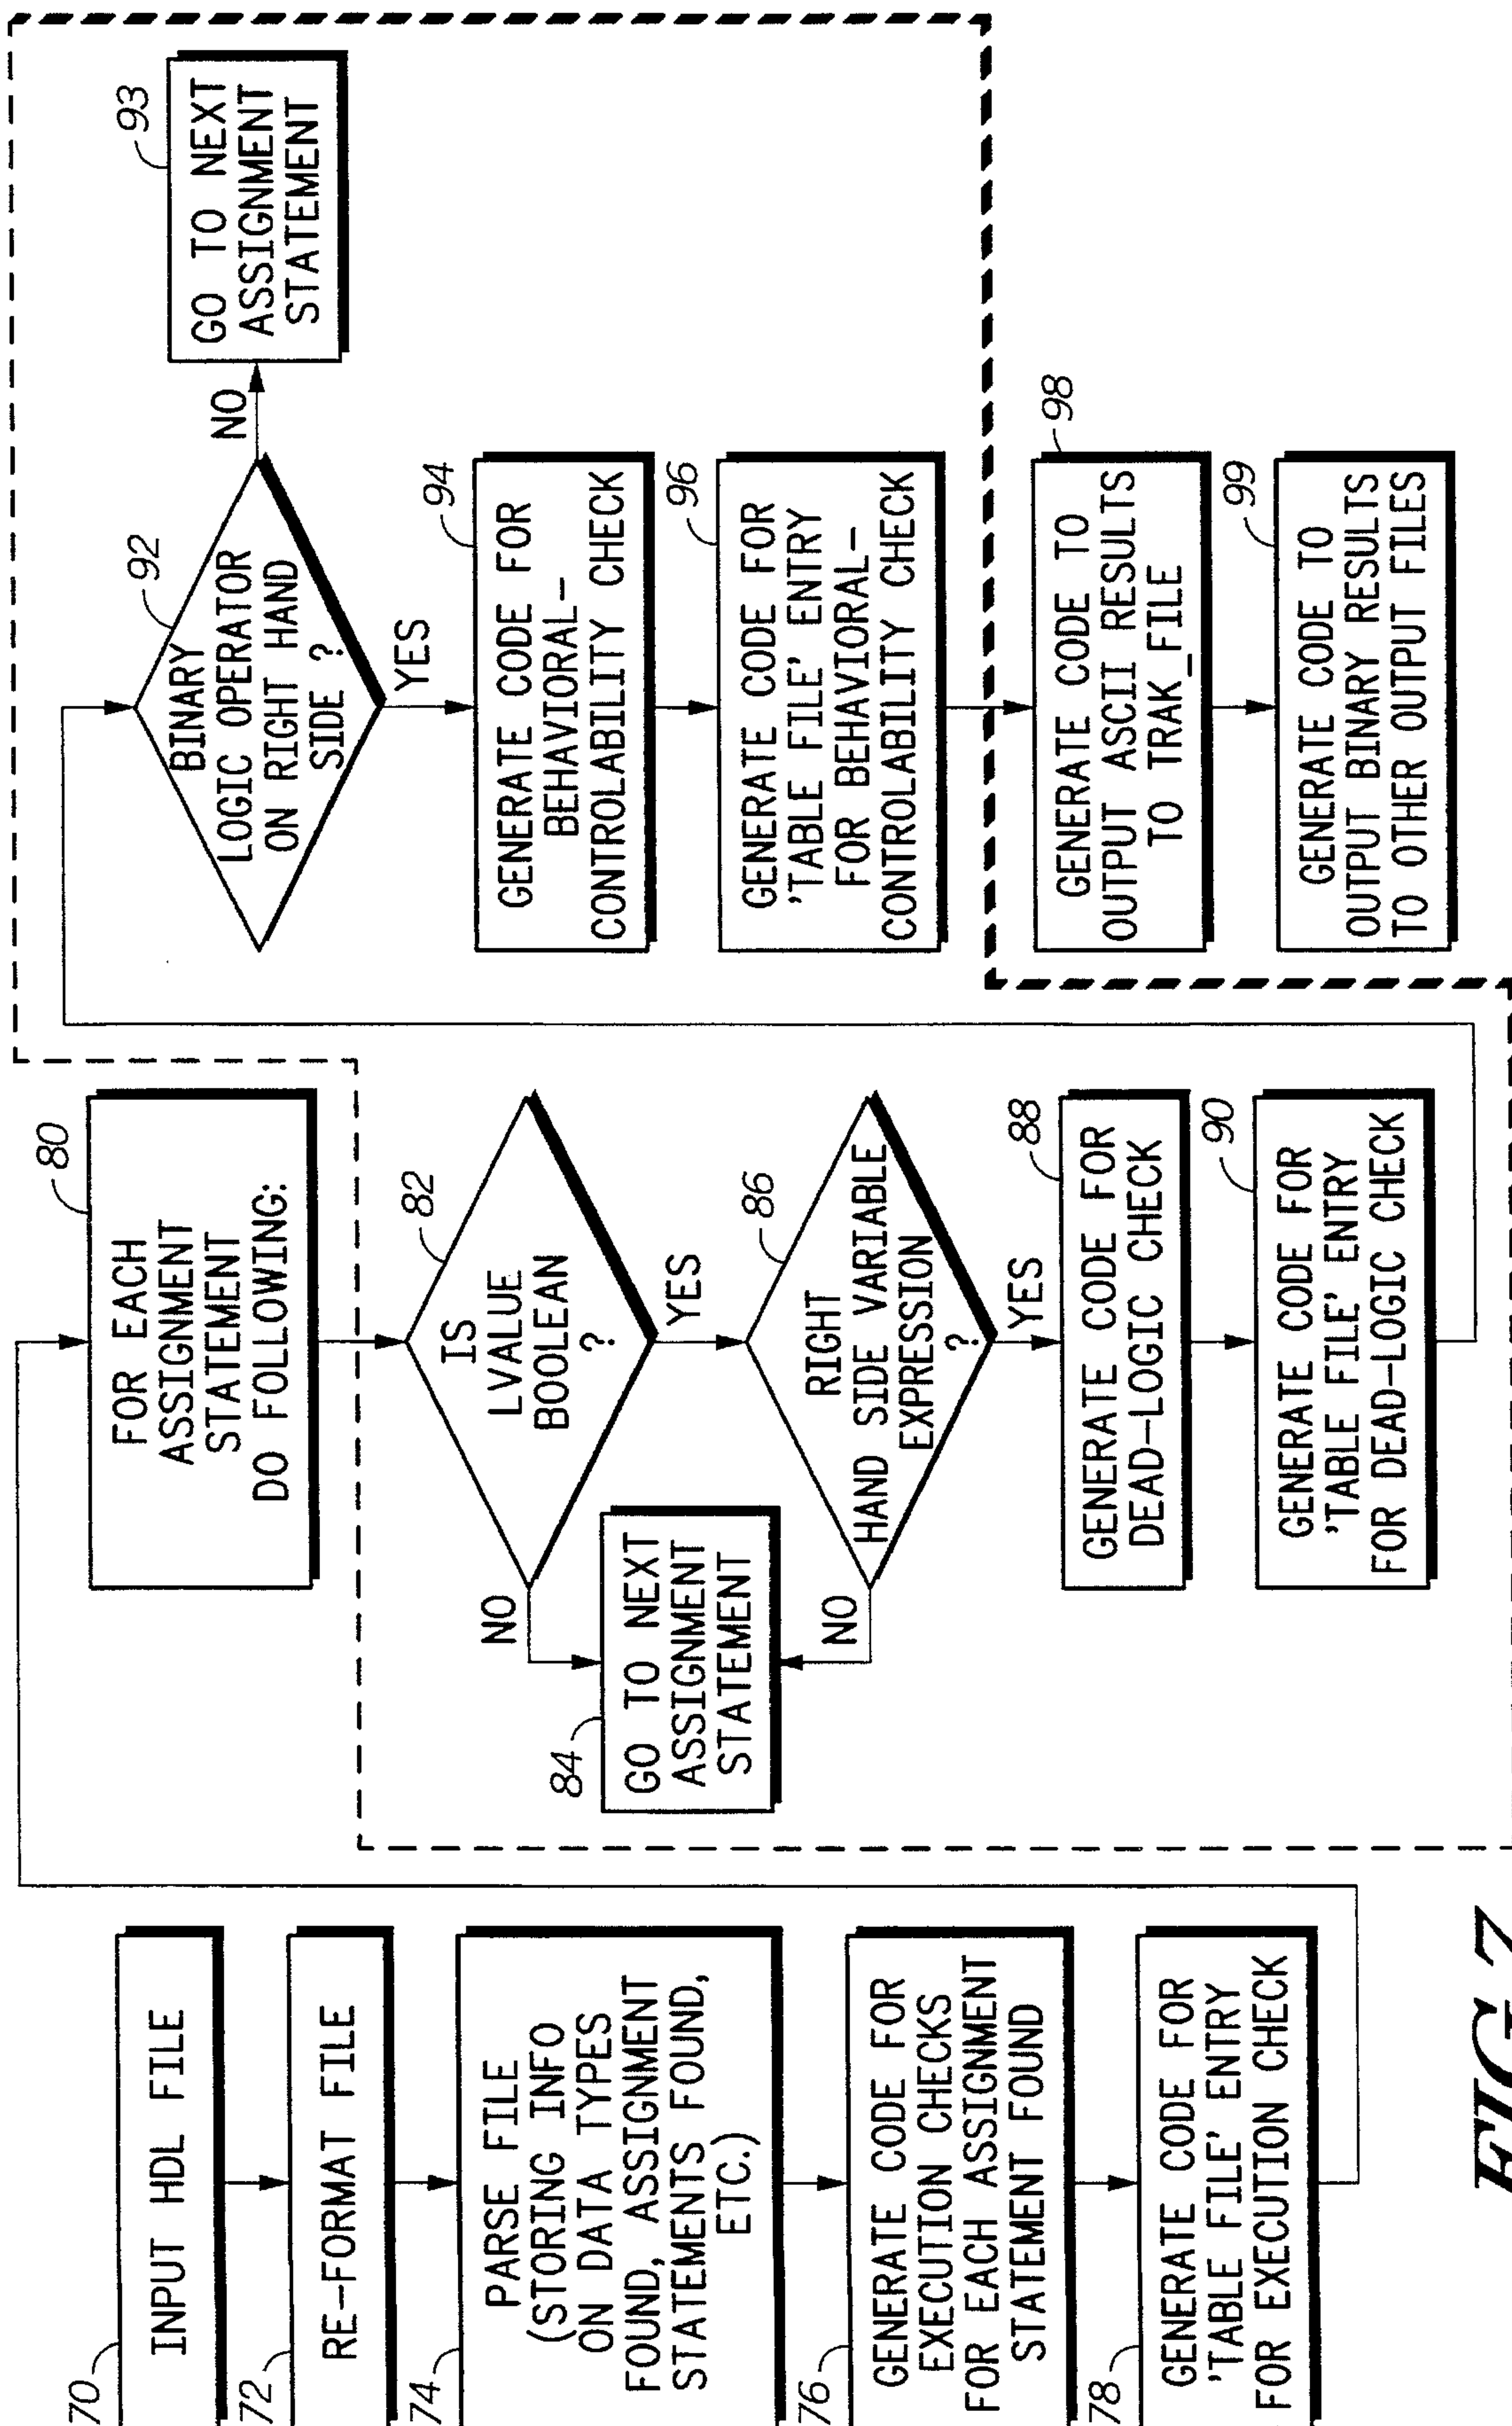 70
INPUT HDL FILE
72
RE-FORMAT FILE
74
PARSE FILE
(STORING INFO
ON DATA TYPES
FOUND, ASSIGNMENT
STATEMENTS FOUND,
ETC.)
76
GENERATE CODE FOR
EXECUTION CHECKS
FOR EACH ASSIGNMENT
STATEMENT FOUND
78
GENERATE CODE FOR
'TABLE FILE' ENTRY
FOR EXECUTION CHECK
80
FOR EACH
ASSIGNMENT
STATEMENT
DO FOLLOWING:
82
IS
LVALUE
BOOLEAN
?
NO
YES
84
GO TO NEXT
ASSIGNMENT
STATEMENT
86
RIGHT
HAND SIDE VARIABLE
EXPRESSION
?
NO
YES
88
GENERATE CODE FOR
DEAD-LOGIC CHECK
90
GENERATE CODE FOR
'TABLE FILE' ENTRY
FOR DEAD-LOGIC CHECK
92
BINARY
LOGIC OPERATOR
ON RIGHT HAND
SIDE ?
NO
YES
93
GO TO NEXT
ASSIGNMENT
STATEMENT
94
GENERATE CODE FOR
BEHAVIORAL-
CONTROLABILITY CHECK
96
GENERATE CODE FOR
'TABLE FILE' ENTRY
FOR BEHAVIORAL-
CONTROLABILITY CHECK
98
GENERATE CODE TO
OUTPUT ASCII RESULTS
TO TRAK_FILE
99
GENERATE CODE TO
OUTPUT BINARY RESULTS
TO OTHER OUTPUT FILES
FIG.7